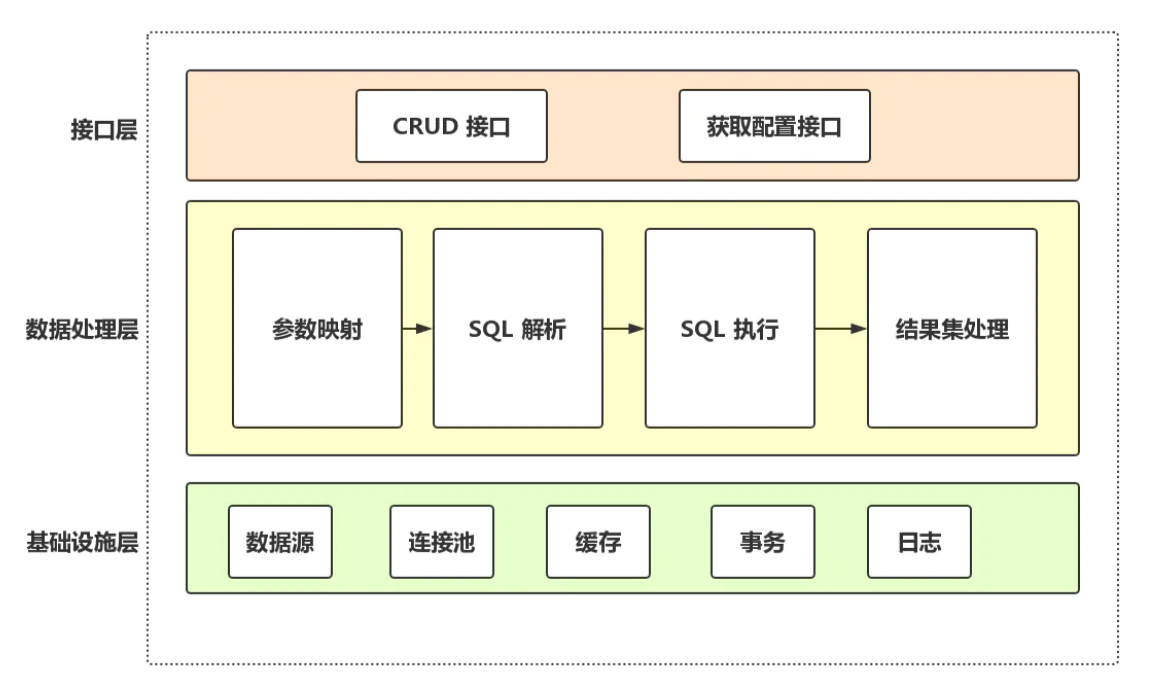 接口层
CRUD 接口
获取配置接口
数据处理层
参数映射
SQL 解析
SQL 执行
结果集处理
基础设施层
数据源
连接池
缓存
事务
日志